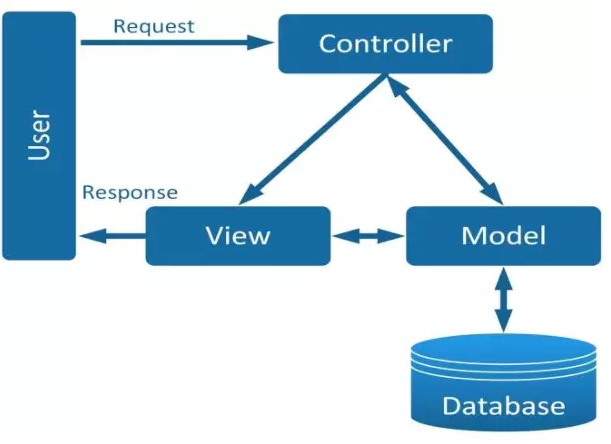 Request
Controller
User
Response
View
Model
Database